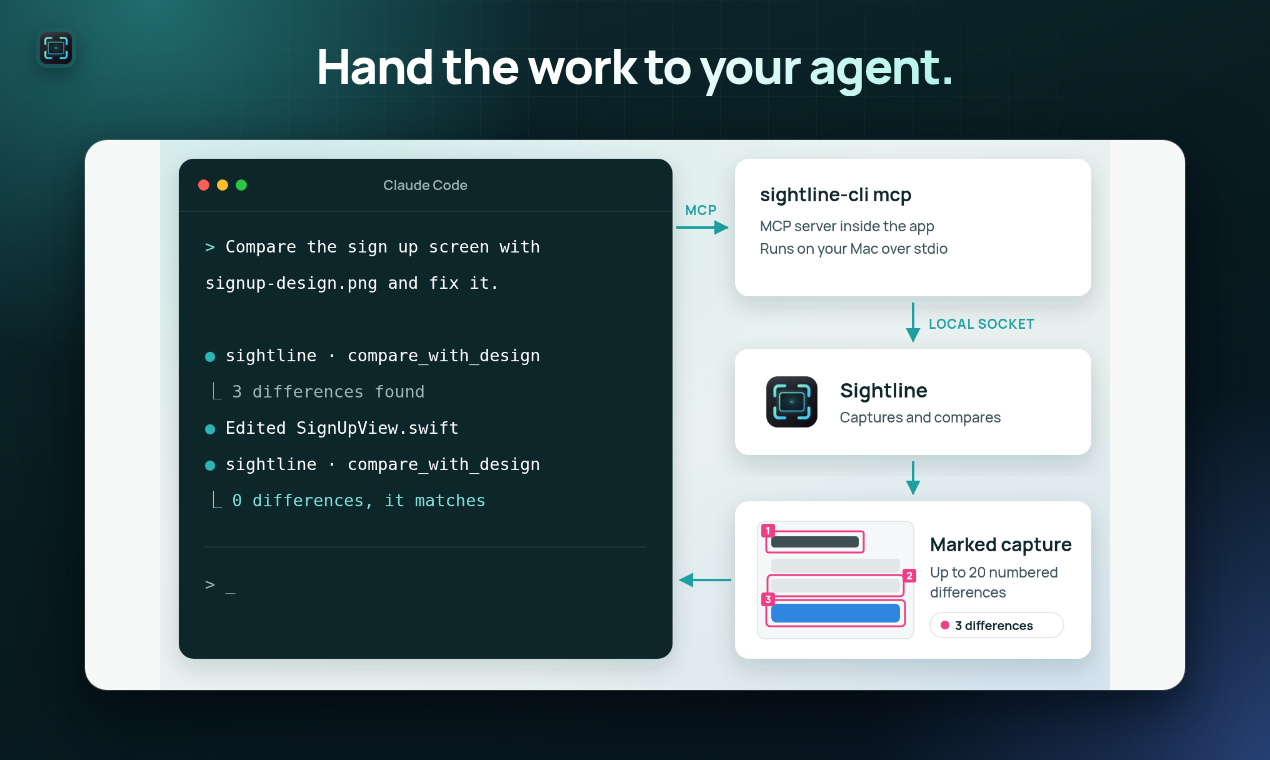 Hand the work to your agent.
Claude Code
> Compare the sign up screen with
signup-design.png and fix it.
sightline · compare_with_design
⎿ 3 differences found
Edited SignUpView.swift
sightline · compare_with_design
⎿ 0 differences, it matches
> _
MCP
sightline-cli mcp
MCP server inside the app
Runs on your Mac over stdio
LOCAL SOCKET
Sightline
Captures and compares
1
2
3
Marked capture
Up to 20 numbered
differences
3 differences